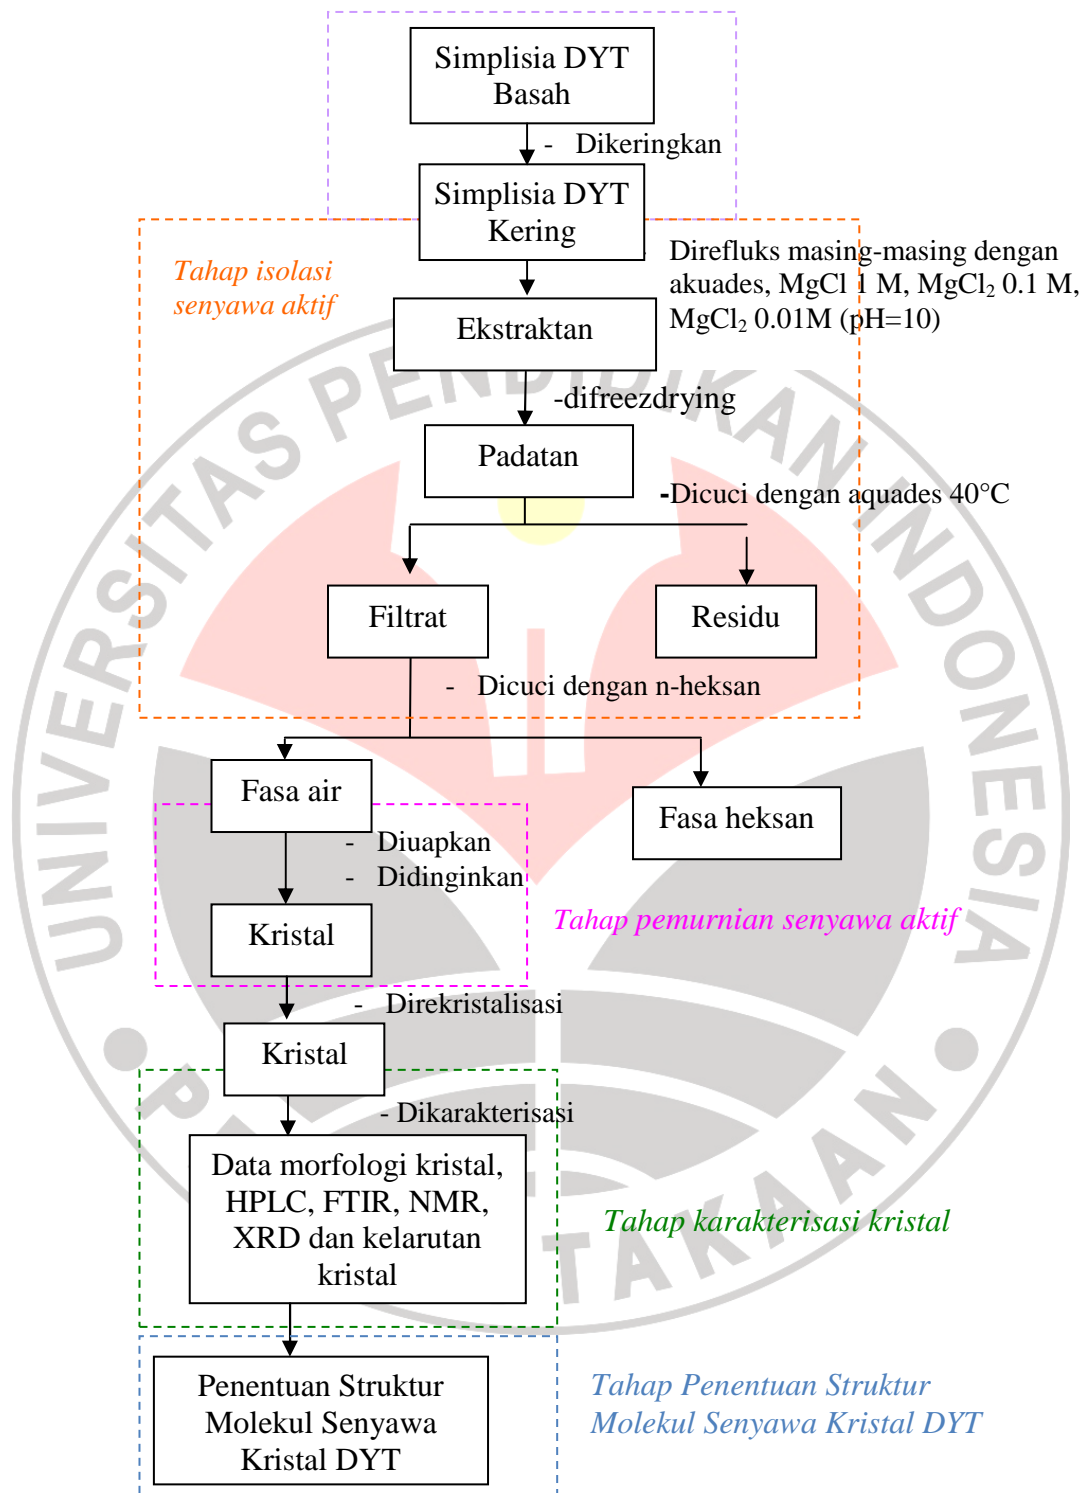 Simplisia DYT
Basah
- Dikeringkan
Simplisia DYT
Kering
Tahap isolasi
senyawa aktif
Direfluks masing-masing dengan
akuades, MgCl 1 M, MgCl₂ 0.1 M,
MgCl₂ 0.01M (pH=10)
Ekstraktan
-difreezdrying
Padatan
-Dicuci dengan aquades 40°C
Filtrat
Residu
- Dicuci dengan n-heksan
Fasa air
Fasa heksan
- Diuapkan
- Didinginkan
Kristal
Tahap pemurnian senyawa aktif
- Direkristalisasi
Kristal
- Dikarakterisasi
Data morfologi kristal,
HPLC, FTIR, NMR,
XRD dan kelarutan
kristal
Tahap karakterisasi kristal
Penentuan Struktur
Molekul Senyawa
Kristal DYT
Tahap Penentuan Struktur
Molekul Senyawa Kristal DYT
UNIVERSITAS PENDIDIKAN INDONESIA